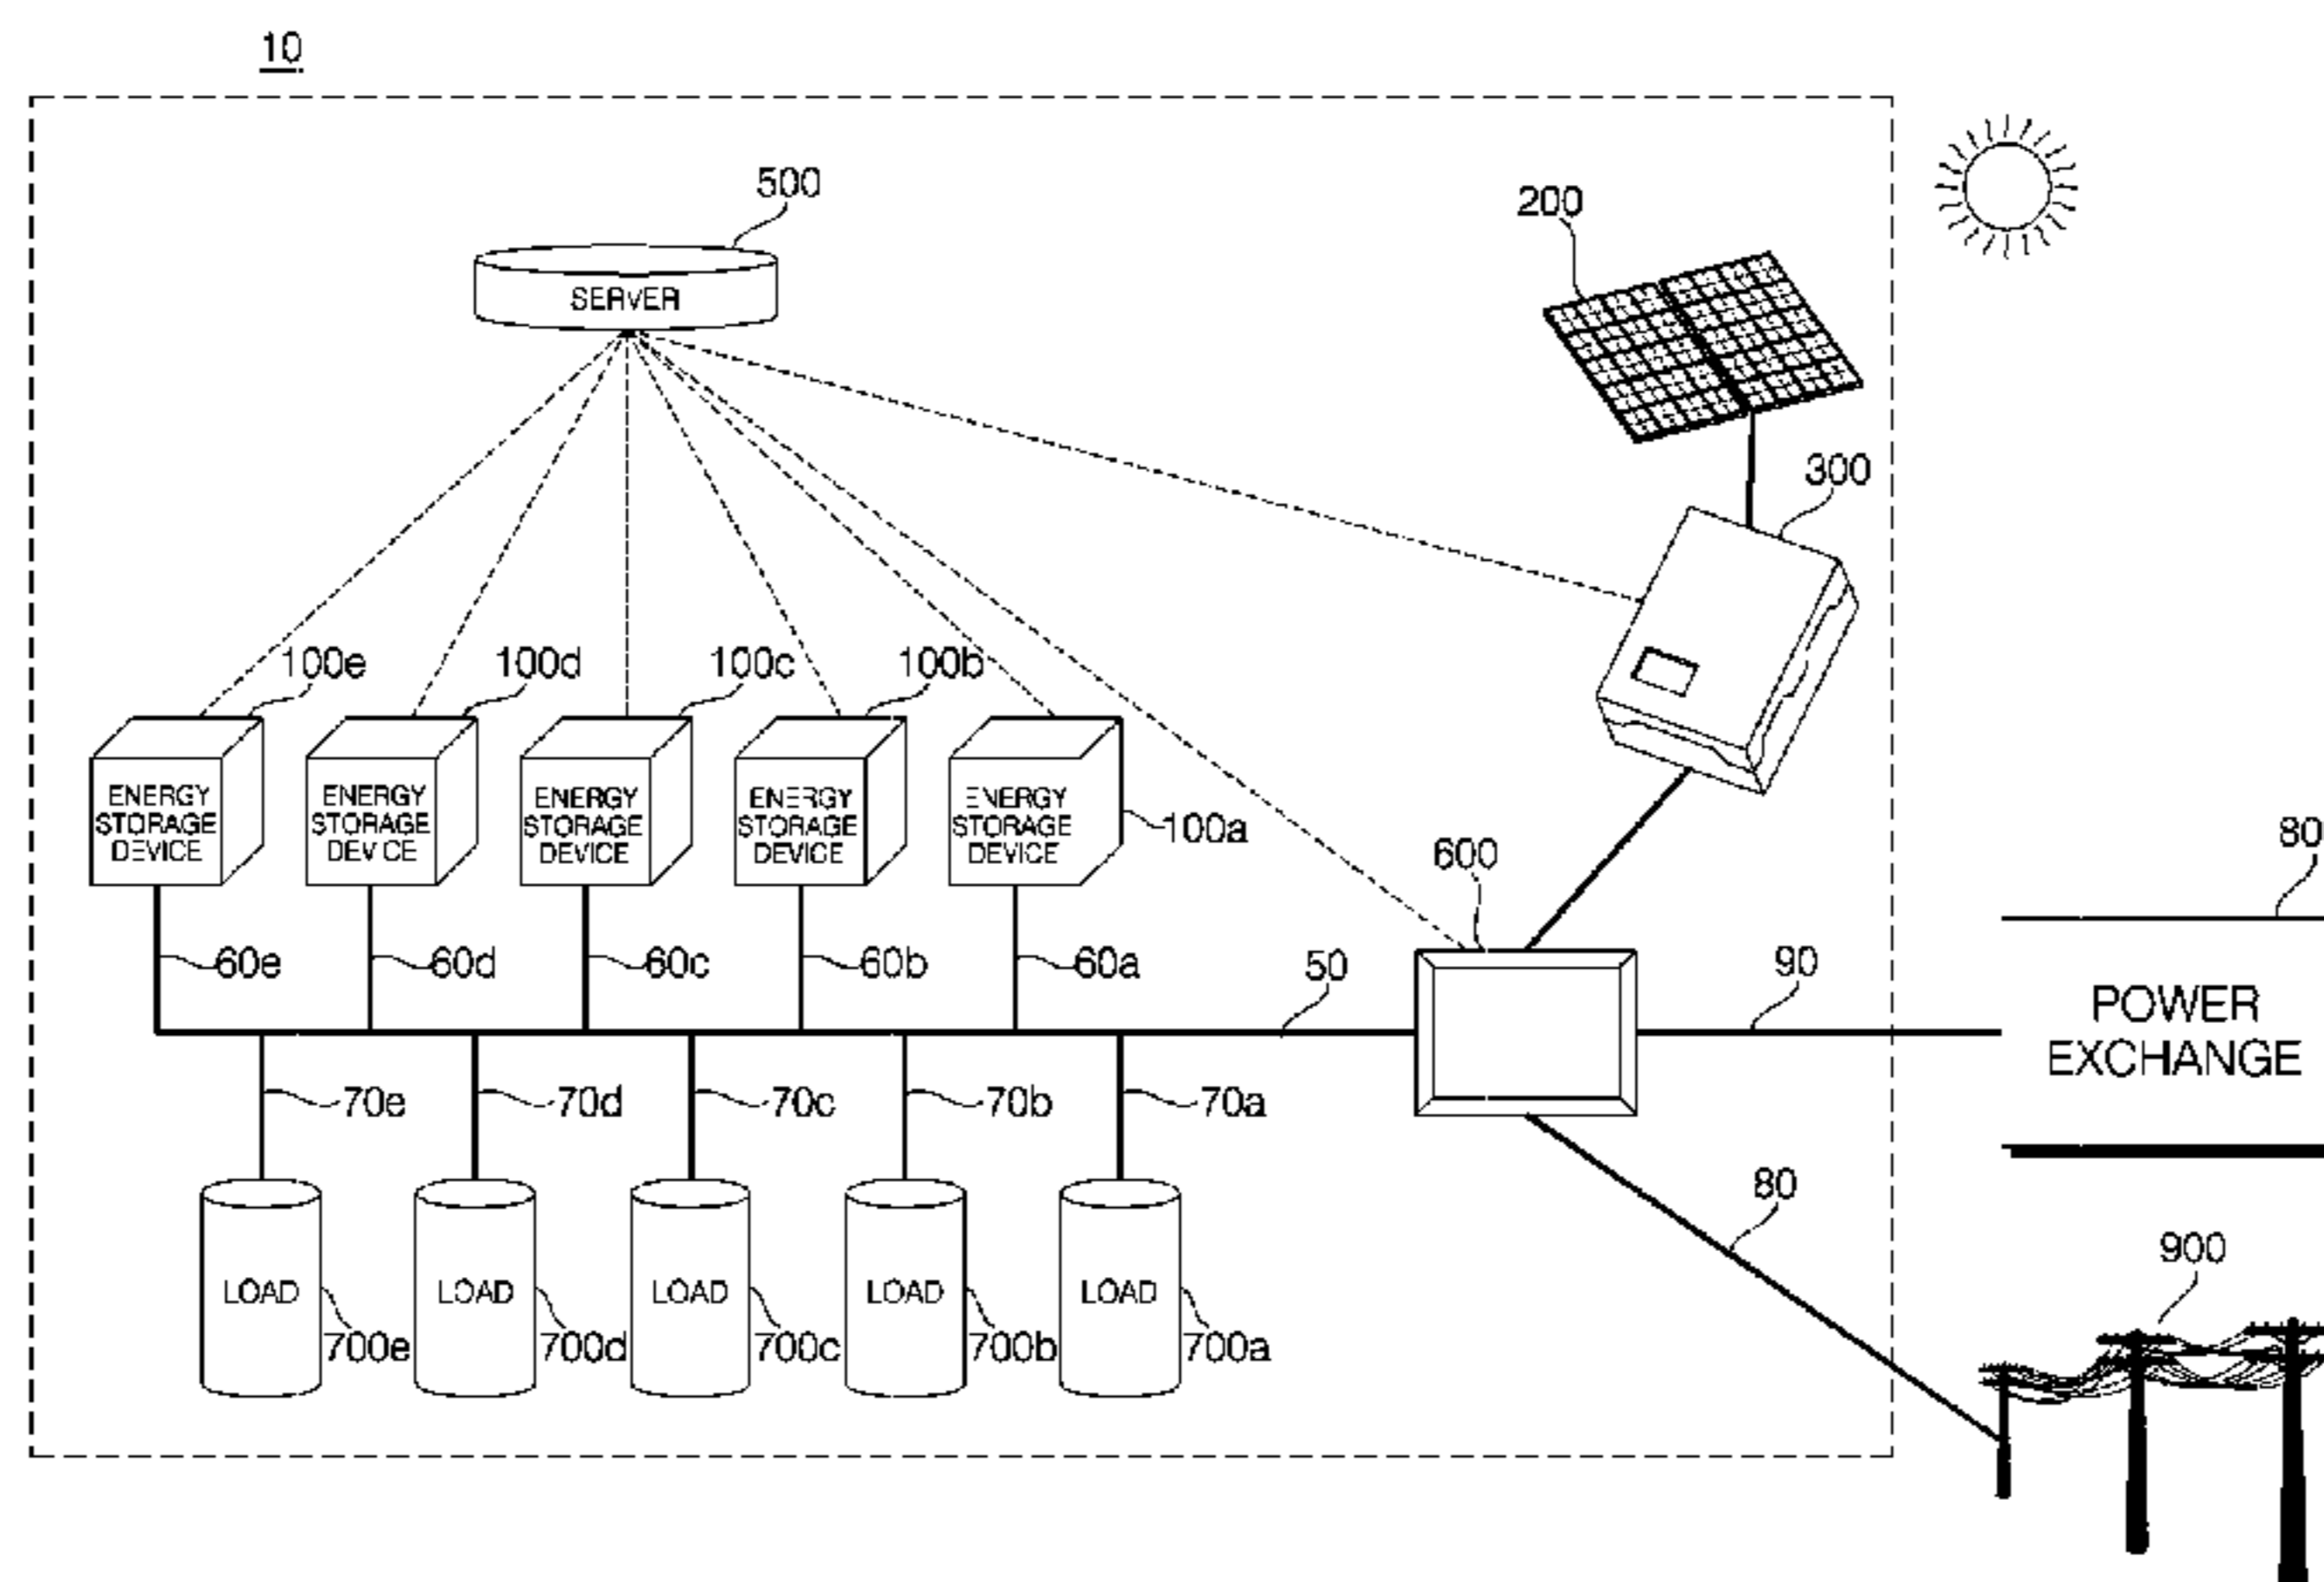 10
500
SERVER
200
300
100e
100d
100c
100b
ENERGY
STORAGE
DEVICE
ENERGY
STORAGE
DEVICE
ENERGY
STORAGE
DEVICE
ENERGY
STORAGE
DEVICE
ENERGY
STORAGE
DEVICE
100a
600
80
60e
60d
60c
60b
60a
50
90
POWER
EXCHANGE
70e
70d
70c
70b
70a
80
900
LOAD
LOAD
LOAD
LOAD
LOAD
700e
700d
700c
700b
700a